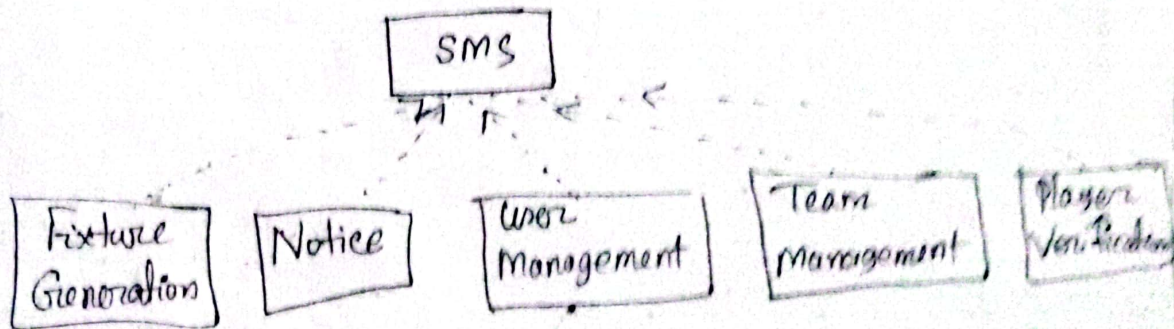 SMS
Fixture
Generation
Notice
User
Management
Team
Management
Player
Verification